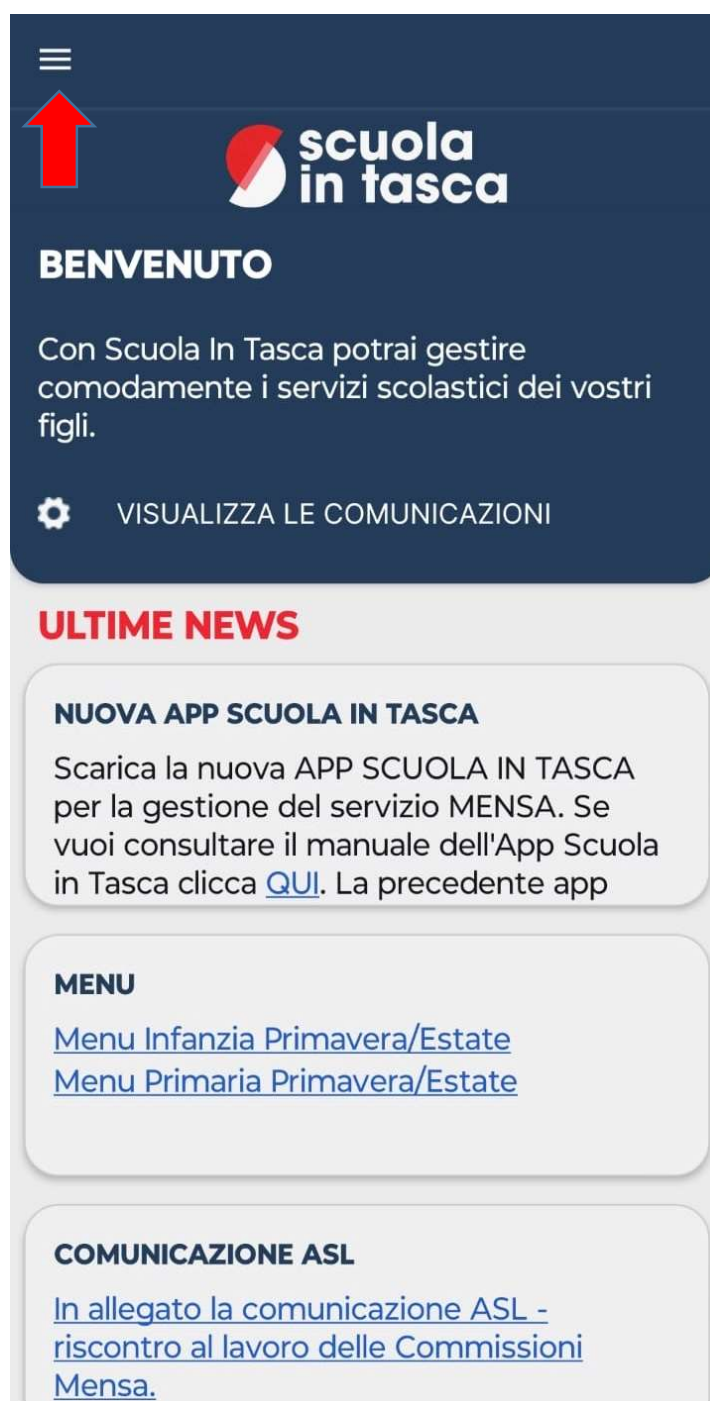 scuola
in tasca
BENVENUTO
Con Scuola In Tasca potrai gestire
comodamente i servizi scolastici dei vostri
figli.
VISUALIZZA LE COMUNICAZIONI
ULTIME NEWS
NUOVA APP SCUOLA IN TASCA
Scarica la nuova APP SCUOLA IN TASCA
per la gestione del servizio MENSA. Se
vuoi consultare il manuale dell'App Scuola
in Tasca clicca QUI. La precedente app
MENU
Menu Infanzia Primavera/Estate
Menu Primaria Primavera/Estate
COMUNICAZIONE ASL
In allegato la comunicazione ASL -
riscontro al lavoro delle Commissioni
Mensa.